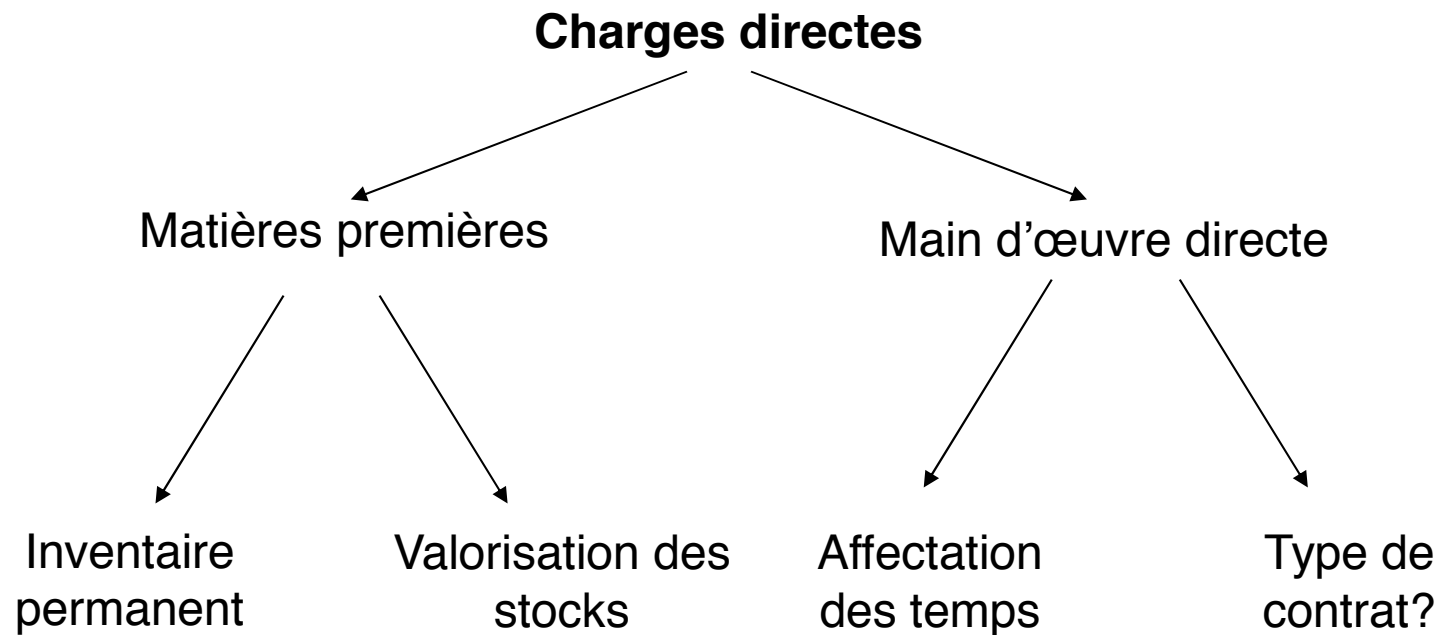 Charges directes
Matières premières
Main d’œuvre directe
Inventaire
permanent
Valorisation des
stocks
Affectation
des temps
Type de
contrat?